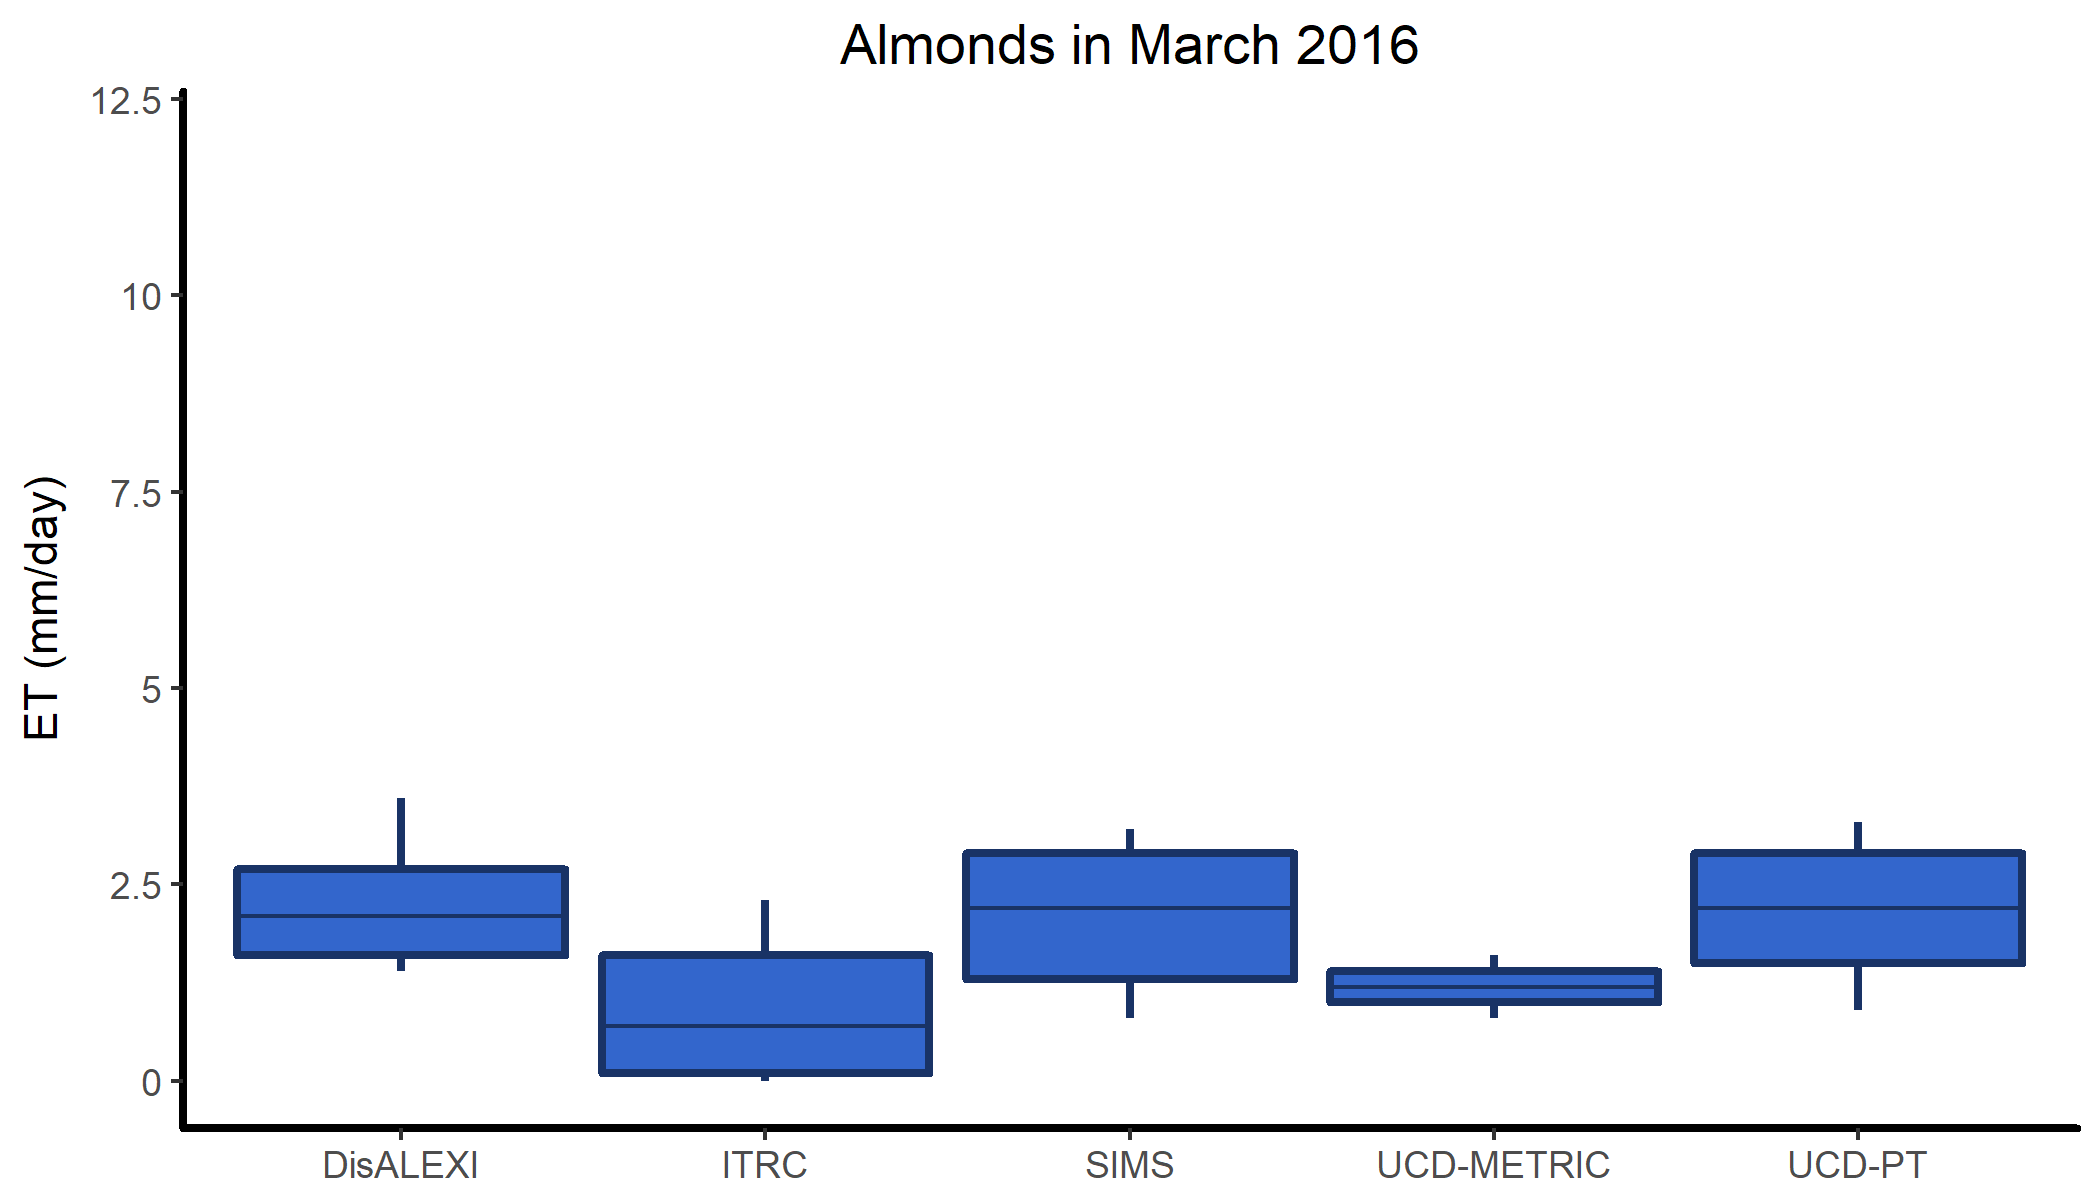 Almonds in March 2016
12.5
10
7.5
5
2.5
0
ET (mm/day)
DisALEXI
ITRC
SIMS
UCD-METRIC
UCD-PT